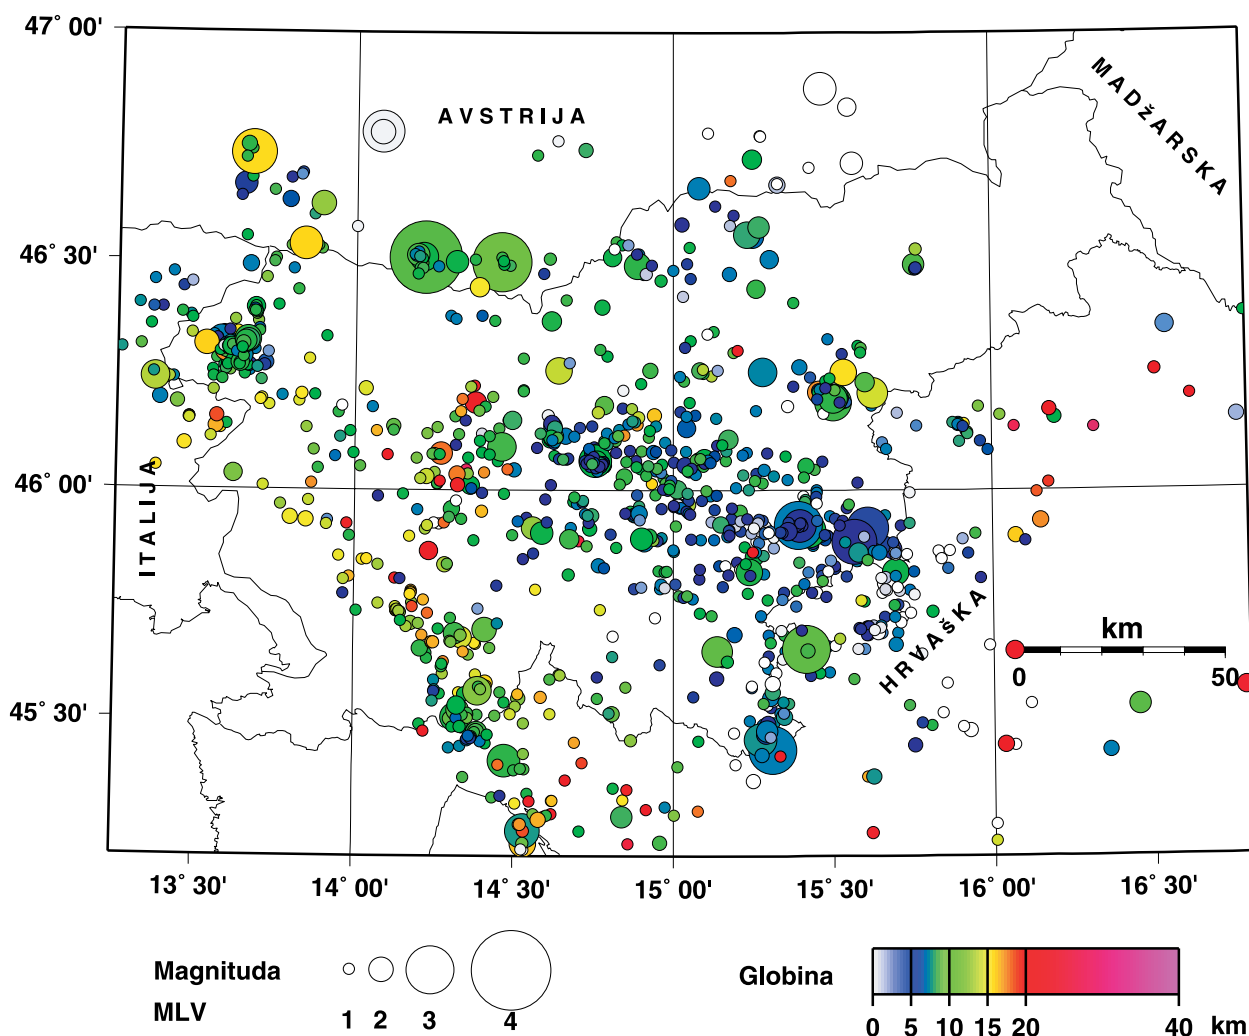 47° 00'
AVSTRIJA
MADŽARSKA
46° 30'
ITALIJA
46° 00'
HRVAŠKA
km
0 50
45° 30'
13° 30' 14° 00' 14° 30' 15° 00' 15° 30' 16° 00' 16° 30'
Magnituda
MLV
1 2 3 4
Globina
0 5 10 15 20 40 km